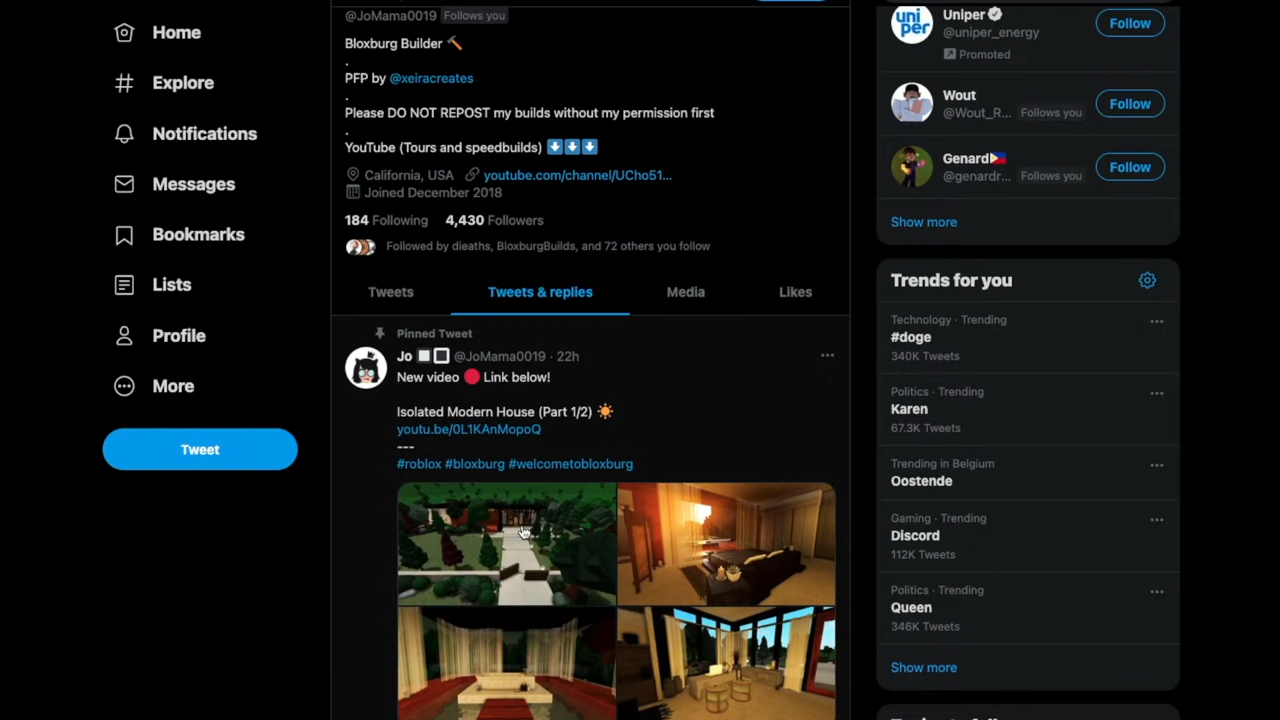 Home
Explore
Notifications
Messages
Bookmarks
Lists
Profile
More
Tweet
@JoMama0019 Follows you
Bloxburg Builder 🔨
.
PFP by @xeiracreates
.
Please DO NOT REPOST my builds without my permission first
.
YouTube (Tours and speedbuilds) ⬇️⬇️⬇️
California, USA youtube.com/channel/UCho51...
Joined December 2018
184 Following 4,430 Followers
Followed by dieaths, BloxburgBuilds, and 72 others you follow
Tweets Tweets & replies Media Likes
Pinned Tweet
Jo ◻️🔲 @JoMama0019 · 22h
New video 🔴 Link below!
Isolated Modern House (Part 1/2) ☀️
youtu.be/0L1KAnMopoQ
---
#roblox #bloxburg #welcometobloxburg
uni
per
Uniper
@uniper_energy
Follow
Promoted
Wout
@Wout_R... Follows you
Follow
Genard🇵🇭
@genardr... Follows you
Follow
Show more
Trends for you
Technology · Trending
#doge
340K Tweets
Politics · Trending
Karen
67.3K Tweets
Trending in Belgium
Oostende
Gaming · Trending
Discord
112K Tweets
Politics · Trending
Queen
346K Tweets
Show more